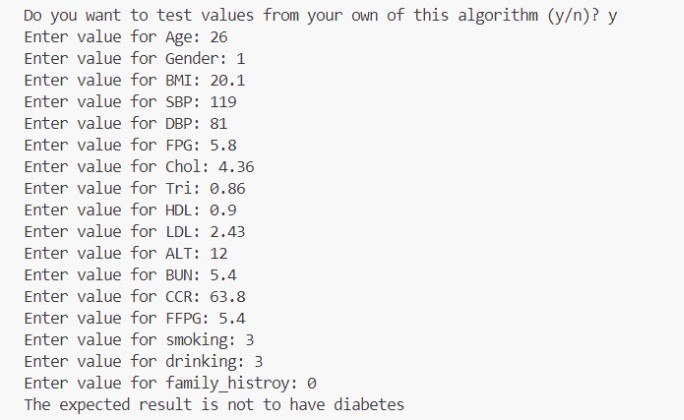 Do you want to test values from your own of this algorithm (y/n)? y
Enter value for Age: 26
Enter value for Gender: 1
Enter value for BMI: 20.1
Enter value for SBP: 119
Enter value for DBP: 81
Enter value for FPG: 5.8
Enter value for Chol: 4.36
Enter value for Tri: 0.86
Enter value for HDL: 0.9
Enter value for LDL: 2.43
Enter value for ALT: 12
Enter value for BUN: 5.4
Enter value for CCR: 63.8
Enter value for FFPG: 5.4
Enter value for smoking: 3
Enter value for drinking: 3
Enter value for family_histroy: 0
The expected result is not to have diabetes